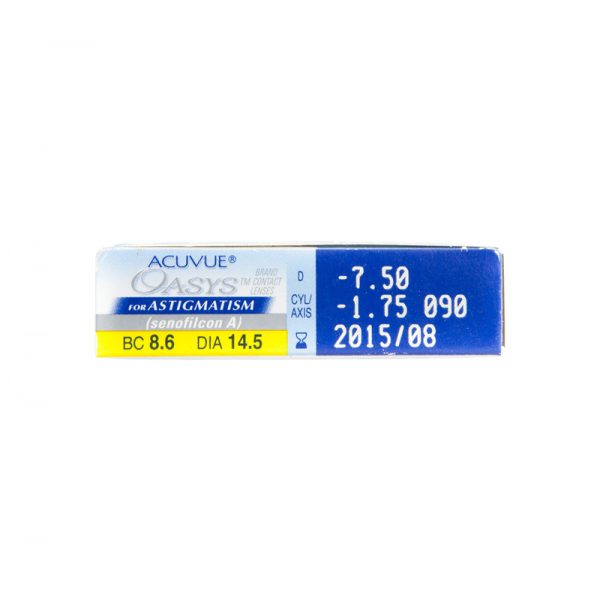 ACUVUE®
OASYS™ BRAND CONTACT LENSES
FOR ASTIGMATISM
(senofilcon A)
BC 8.6 DIA 14.5
D -7.50
CYL/AXIS -1.75 090
2015/08